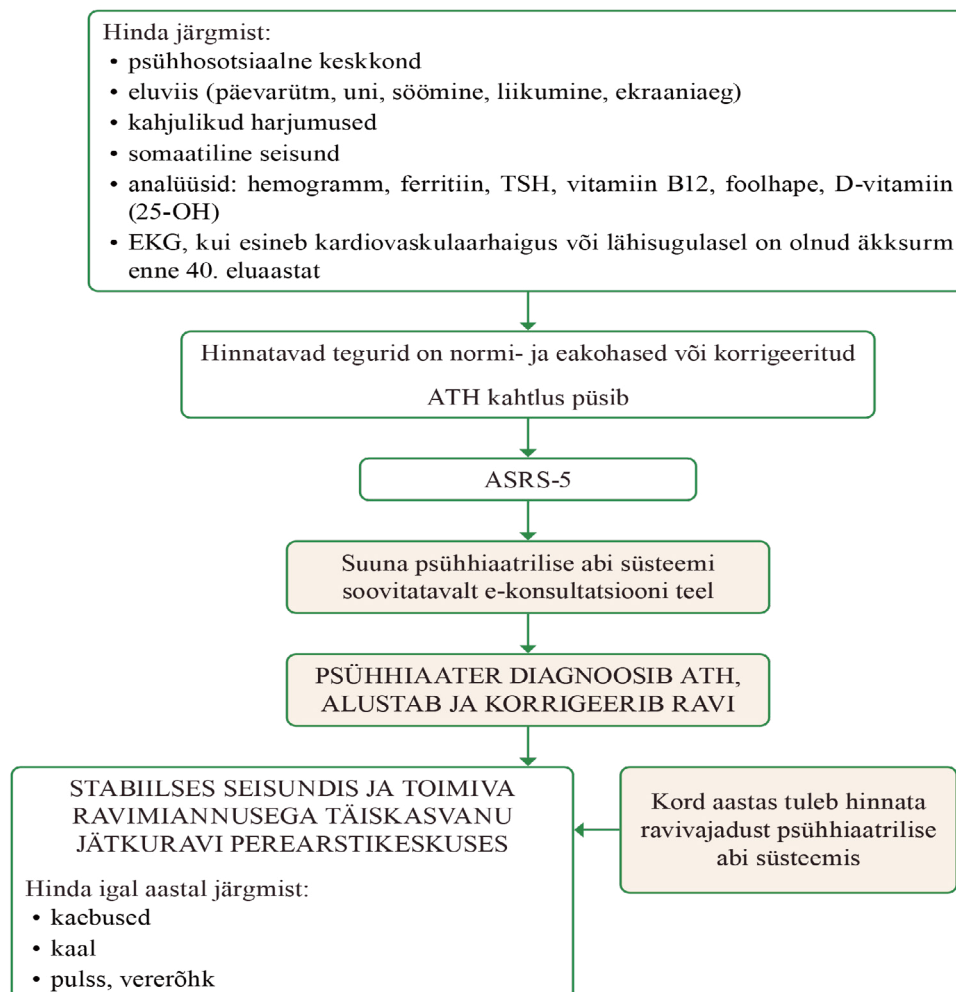 Hinda järgmist:
• psühhosotsiaalne keskkond
• eluviis (päevarütm, uni, söömine, liikumine, ekraaniaeg)
• kahjulikud harjumused
• somaatiline seisund
• analüüsid: hemogramm, ferritiin, TSH, vitamiin B12, foolhape, D-vitamiin
(25-OH)
• EKG, kui esineb kardiovaskulaarhaigus või lähisugulasel on olnud äkksurm
enne 40. eluaastat
Hinnatavad tegurid on normi- ja eakohased või korrigeeritud
ATH kahtlus püsib
ASRS-5
Suuna psühhiaatrilise abi süsteemi
soovitatavalt e-konsultatsiooni teel
PSÜHHIAATER DIAGNOOSIB ATH,
ALUSTAB JA KORRIGEERIB RAVI
STABIILSES SEISUNDIS JA TOIMIVA
RAVIMIANNUSEGA TÄISKASVANU
JÄTKURAVI PEREARSTIKESKUSES
Hinda igal aastal järgmist:
• kaebused
• kaal
• pulss, vererõhk
Kord aastas tuleb hinnata
ravivajadust psühhiaatrilise
abi süsteemis